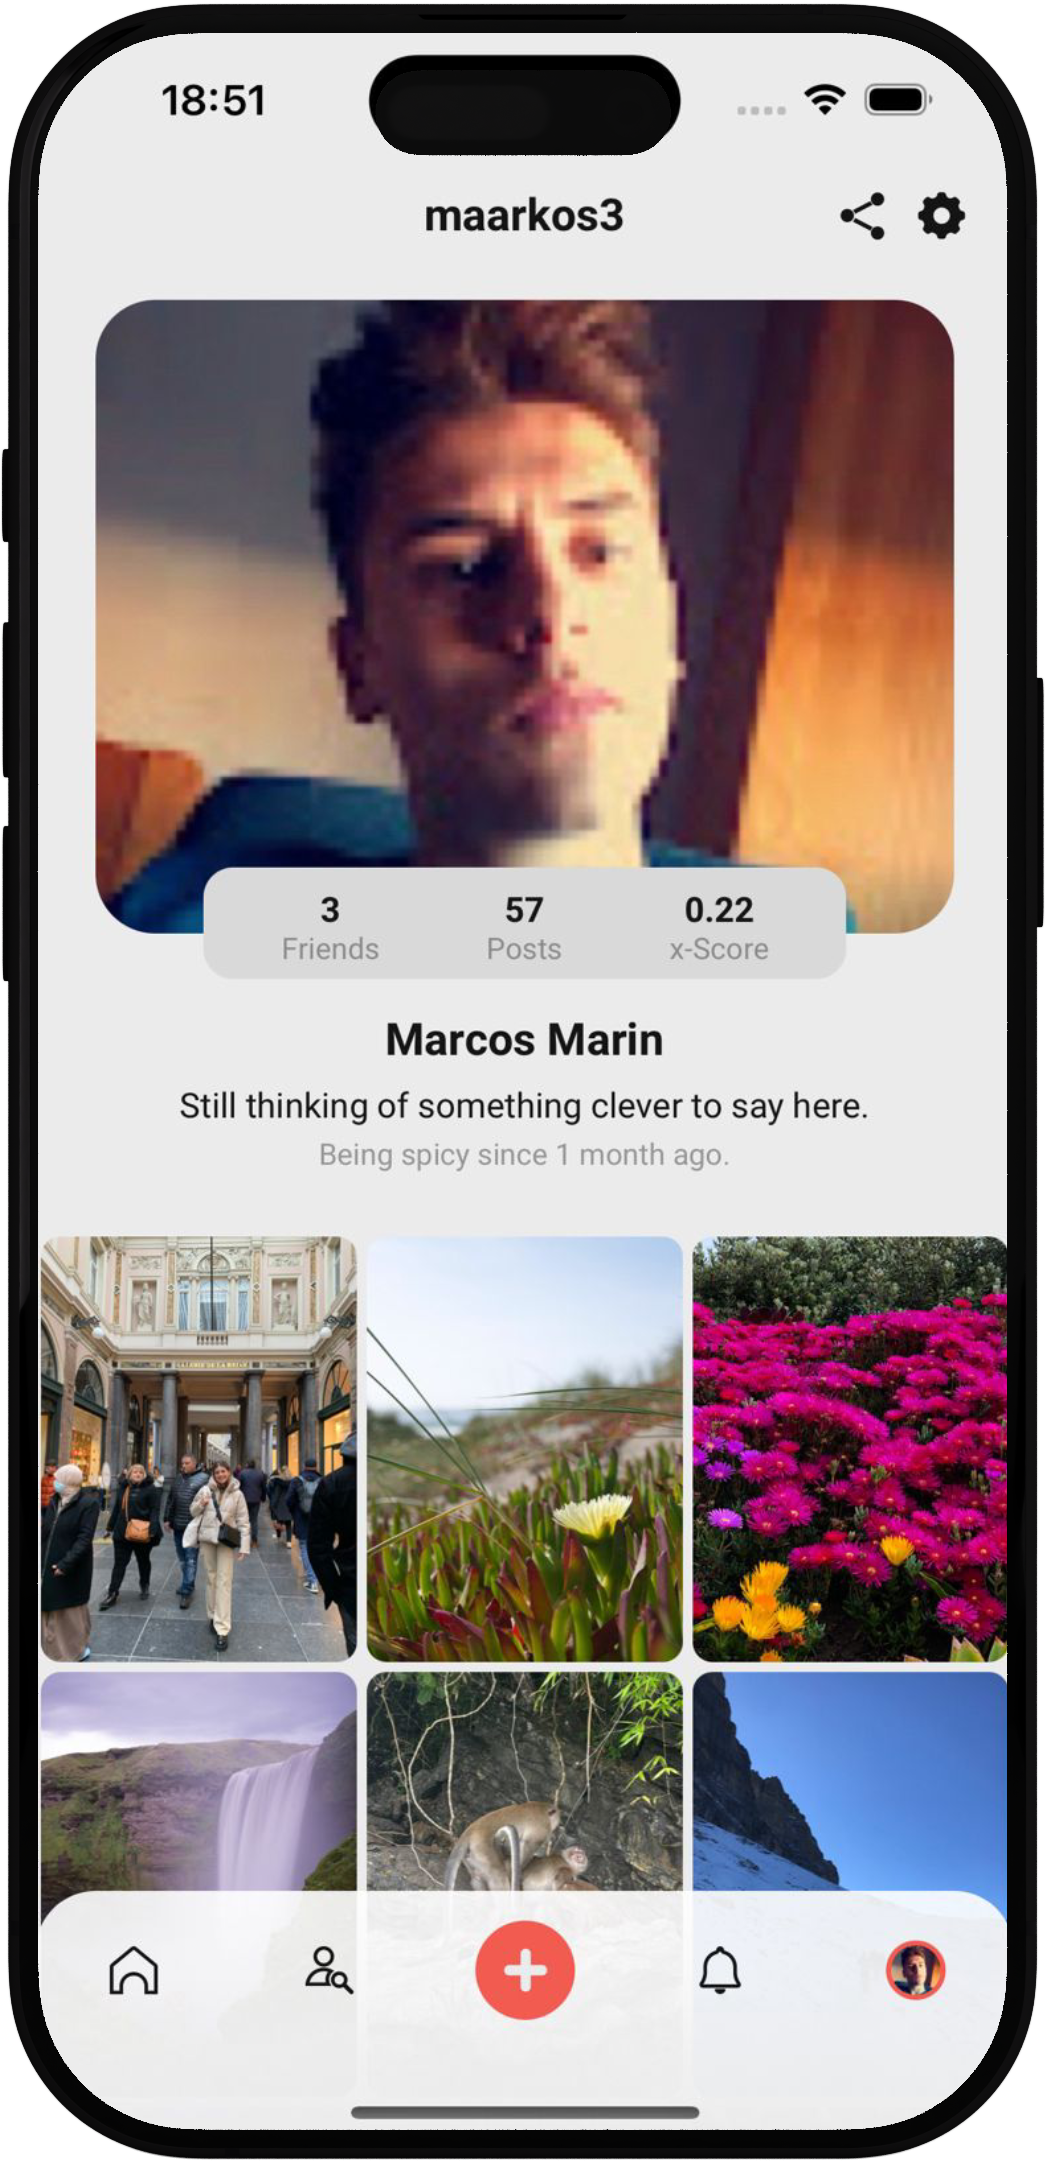 18:51
maarkos3
3 57 0.22
Friends Posts x-Score
Marcos Marin
Still thinking of something clever to say here.
Being spicy since 1 month ago.